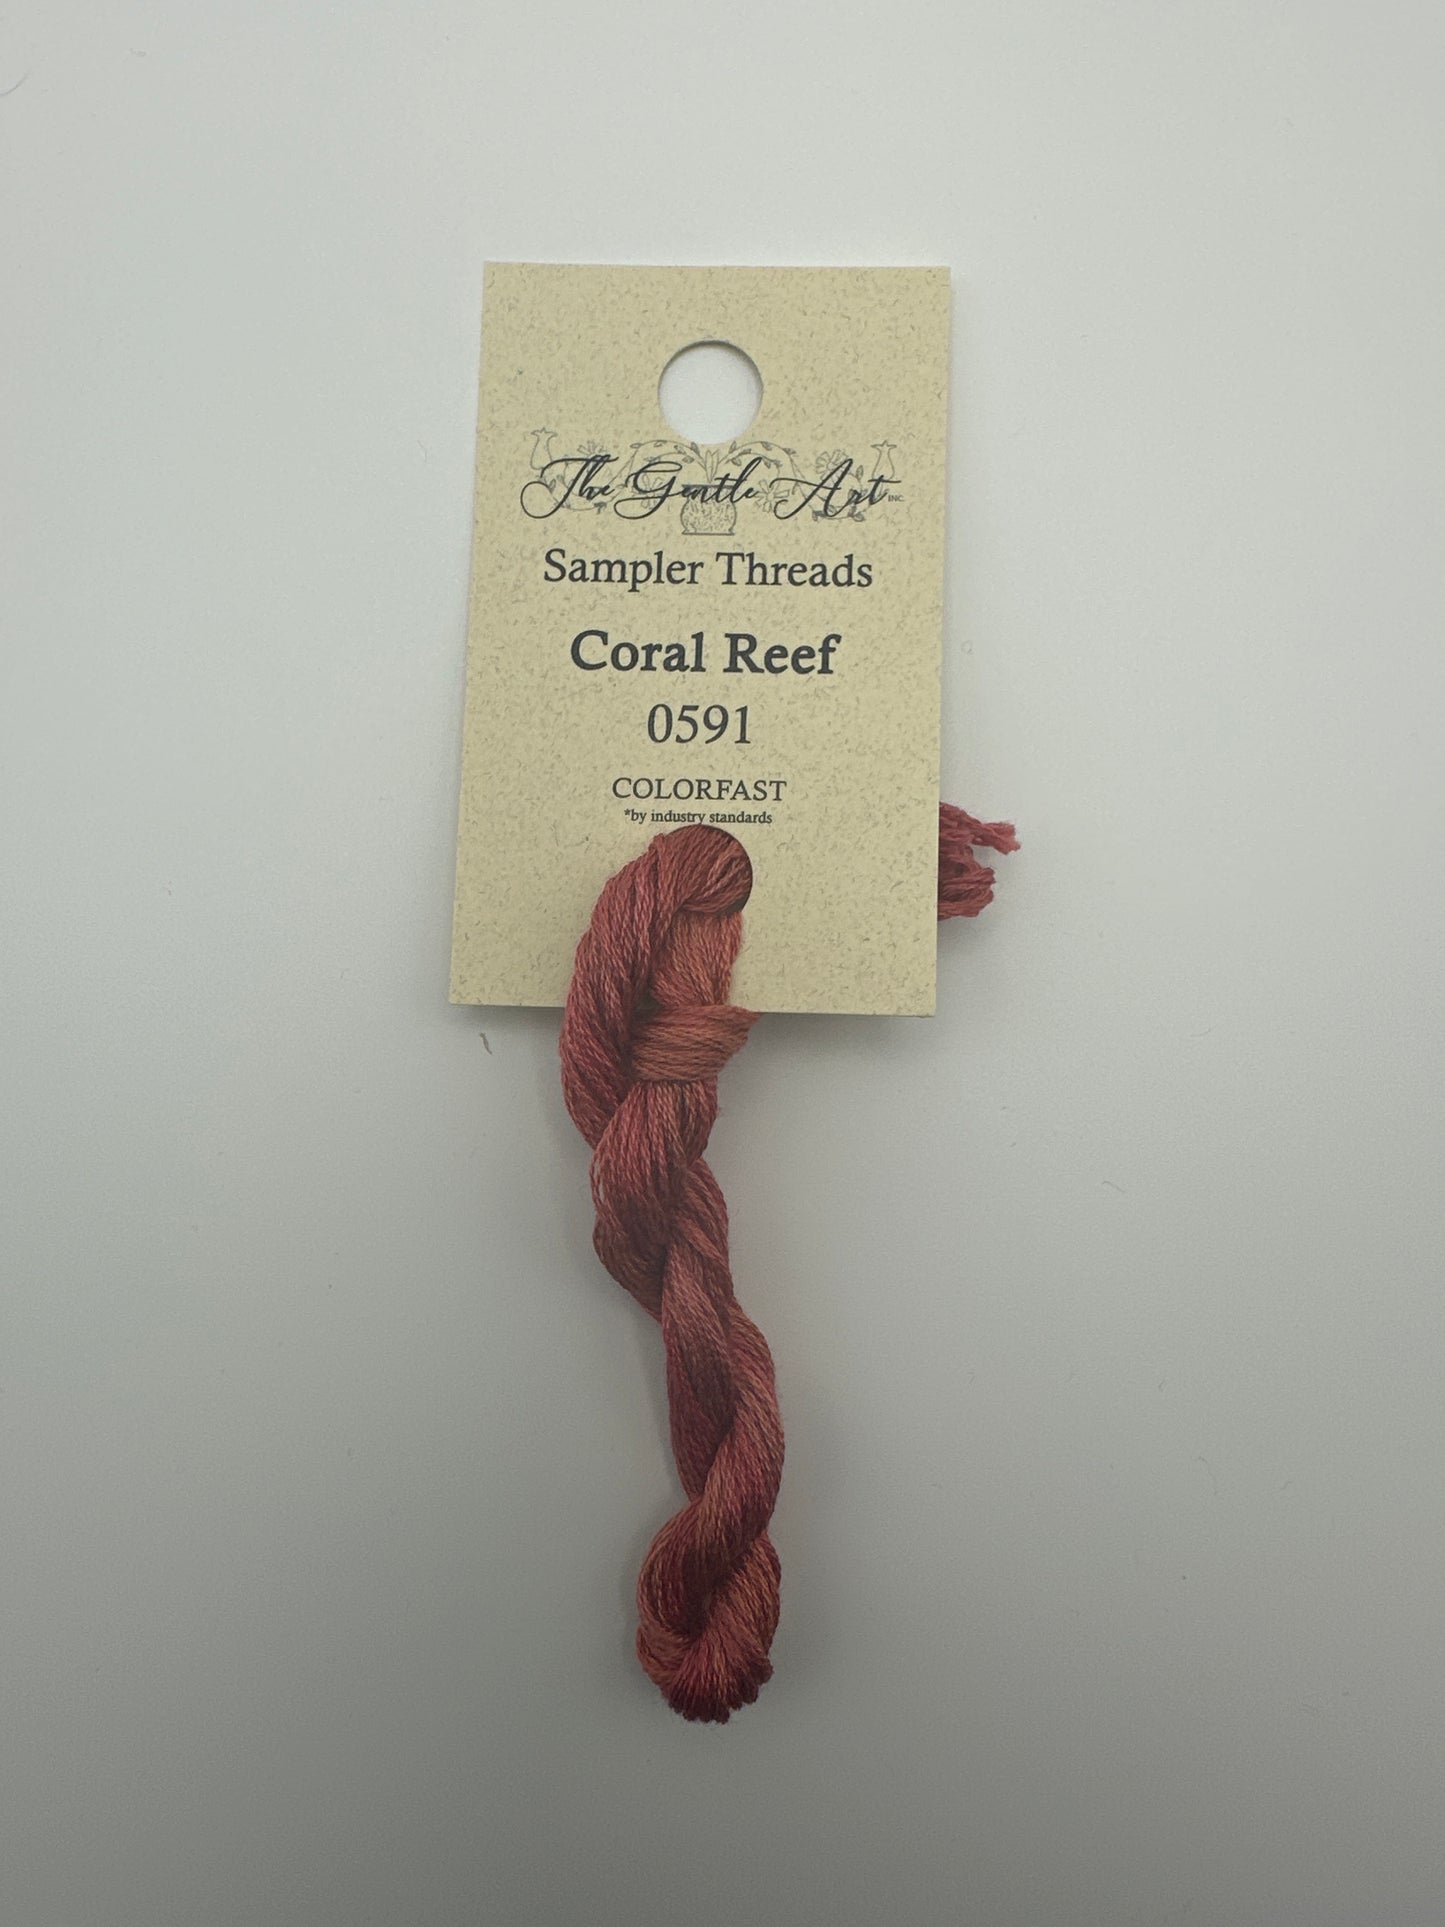 The Gentle Art INC.
Sampler Threads
Coral Reef
0591
COLORFAST
*by industry standards